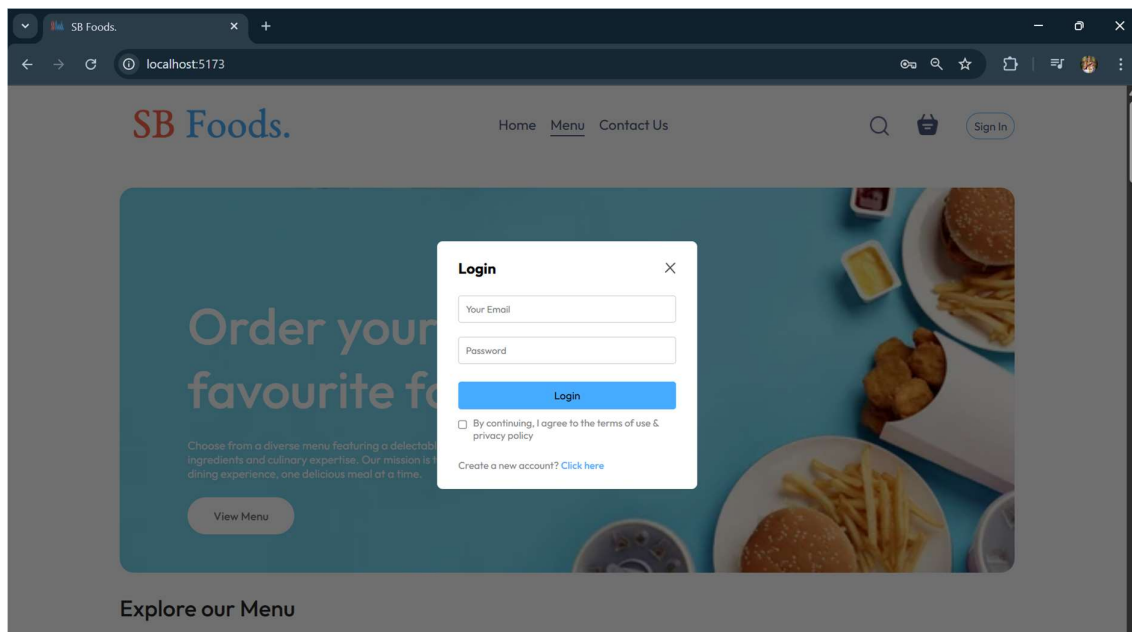 SB Foods.
localhost:5173
SB Foods.
Home Menu Contact Us
Sign In
Order your
favourite fo
Choose from a diverse menu featuring a delectabl
ingredients and culinary expertise. Our mission is t
dining experience, one delicious meal at a time.
View Menu
Login
Your Email
Password
Login
By continuing, I agree to the terms of use &
privacy policy
Create a new account? Click here
Explore our Menu